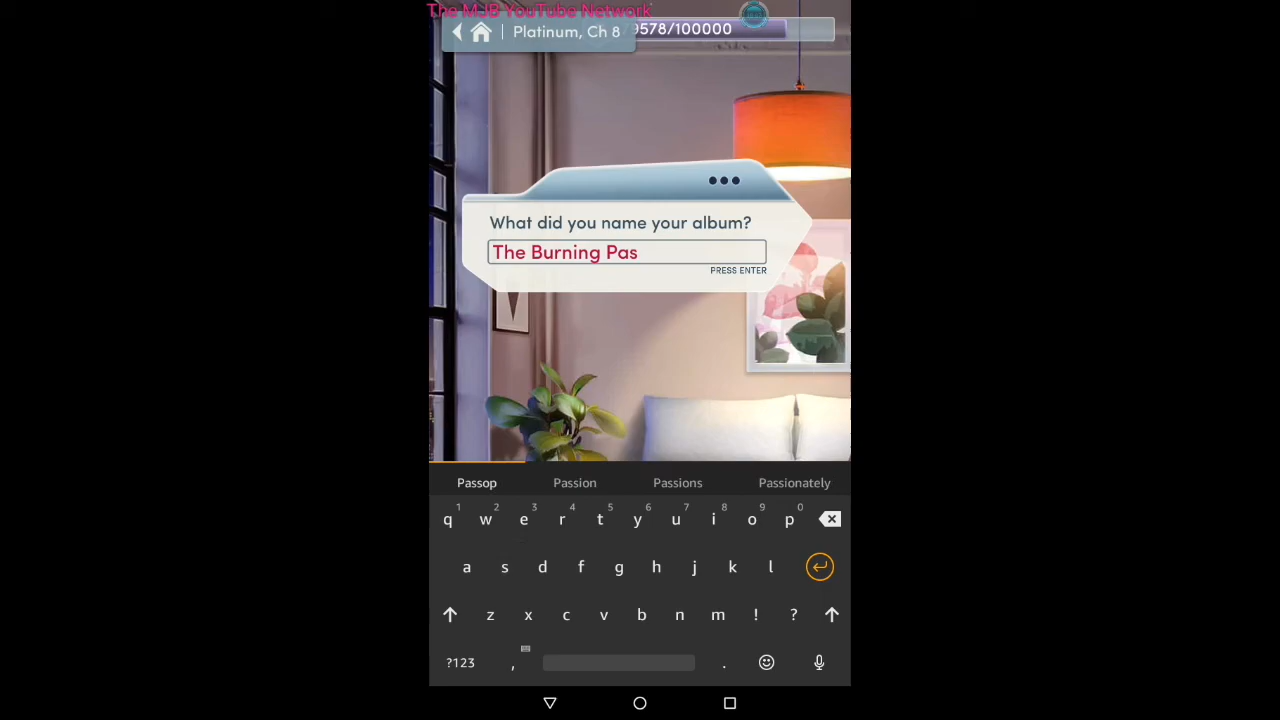 The MJB YouTube Network
Platinum, Ch 8
9578/100000
What did you name your album?
The Burning Pas
PRESS ENTER
Passop Passion Passions Passionately
1 2 3 4 5 6 7 8 9 0
q w e r t y u i o p
a s d f g h j k l
z x c v b n m ! ?
?123 , .